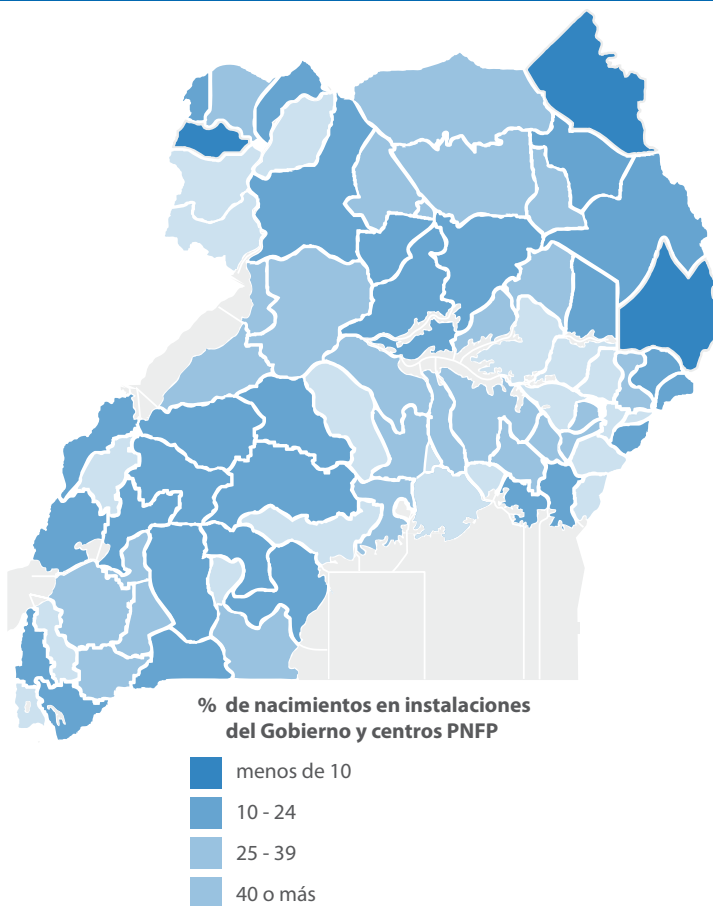 % de nacimientos en instalaciones
del Gobierno y centros PNFP
menos de 10
10 - 24
25 - 39
40 o más